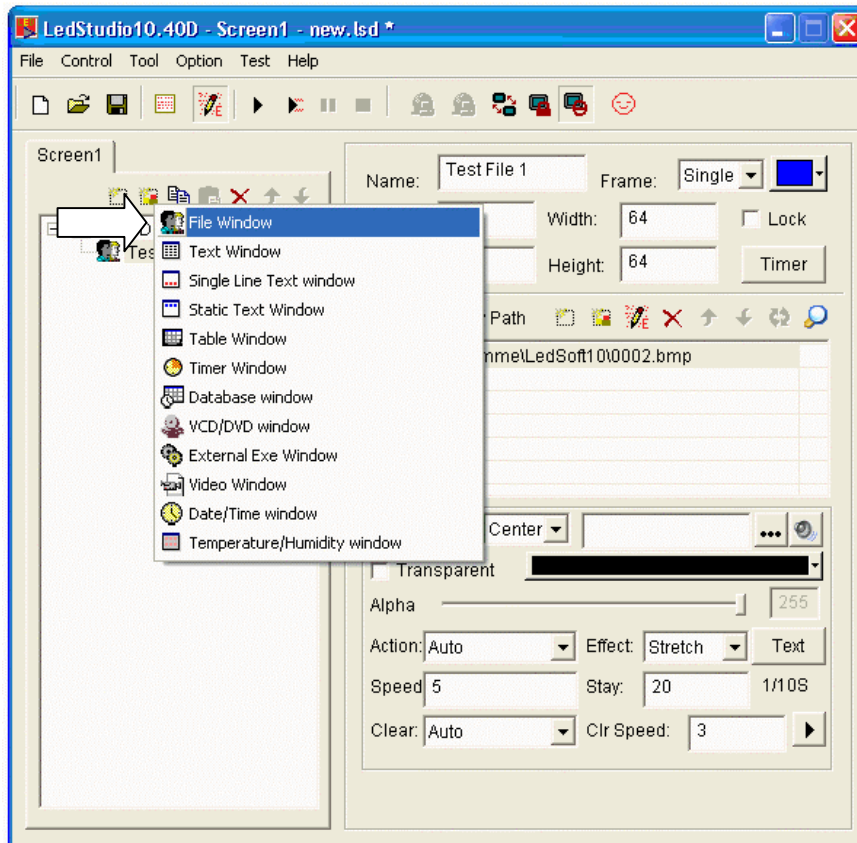 LedStudio10.40D - Screen1 - new.lsd *
File Control Tool Option Test Help
Screen1
Name: Test File 1 Frame: Single
Width: 64 Lock
Height: 64 Timer
File Window
Text Window
Single Line Text window
Static Text Window
Table Window
Timer Window
Database window
VCD/DVD window
External Exe Window
Video Window
Date/Time window
Temperature/Humidity window
Path
mme\LedSoft10\0002.bmp
Center
Transparent
Alpha 255
Action: Auto Effect: Stretch Text
Speed 5 Stay: 20 1/10S
Clear: Auto Clr Speed: 3